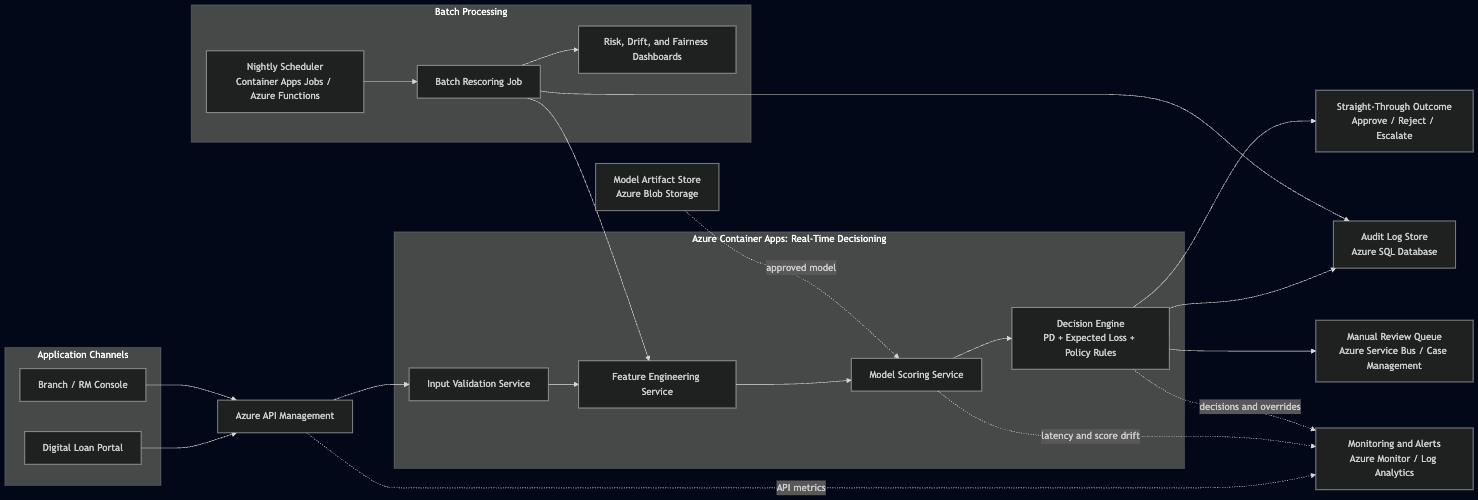 Batch Processing
Nightly Scheduler
Container Apps Jobs /
Azure Functions
Batch Rescoring Job
Risk, Drift, and Fairness
Dashboards
Model Artifact Store
Azure Blob Storage
Azure Container Apps: Real-Time Decisioning
approved model
Application Channels
Branch / RM Console
Digital Loan Portal
Azure API Management
Input Validation Service
Feature Engineering
Service
Model Scoring Service
Decision Engine
PD + Expected Loss +
Policy Rules
latency and score drift
decisions and overrides
API metrics
Straight-Through Outcome
Approve / Reject /
Escalate
Audit Log Store
Azure SQL Database
Manual Review Queue
Azure Service Bus / Case
Management
Monitoring and Alerts
Azure Monitor / Log
Analytics